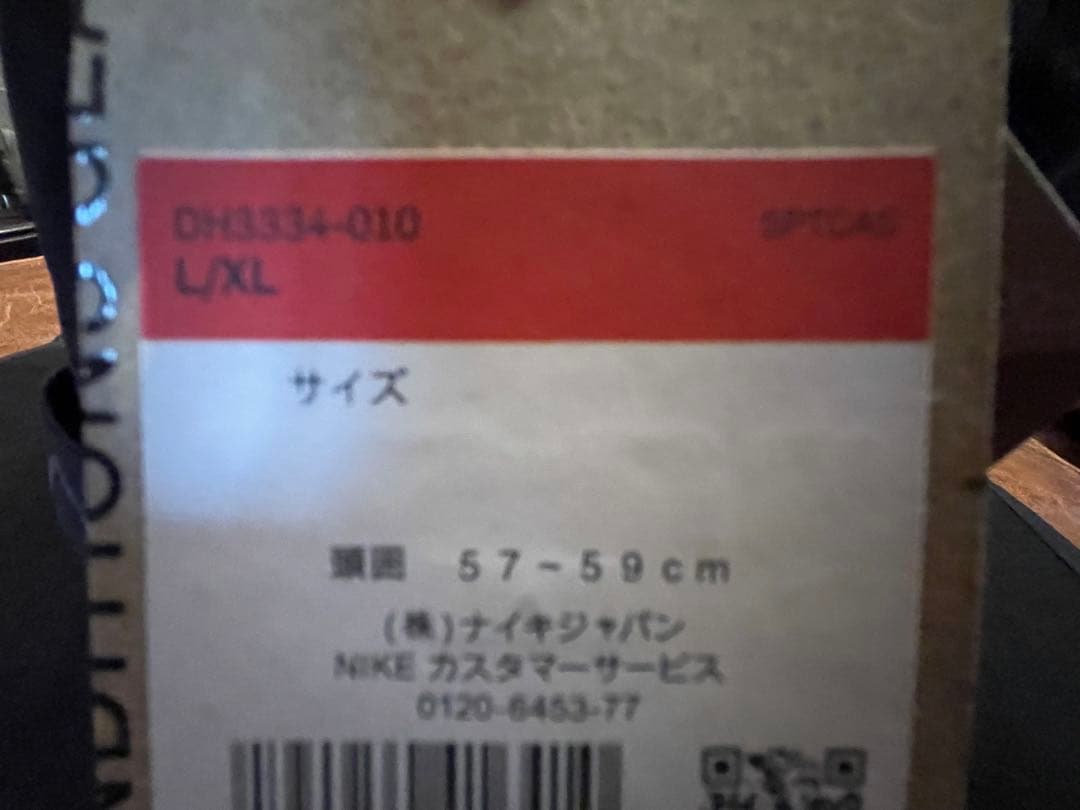 DH3334-010
SPTCAS
L/XL
サイズ
頭囲 57~59cm
(株)ナイキジャパン
NIKE カスタマーサービス
0120-6453-77